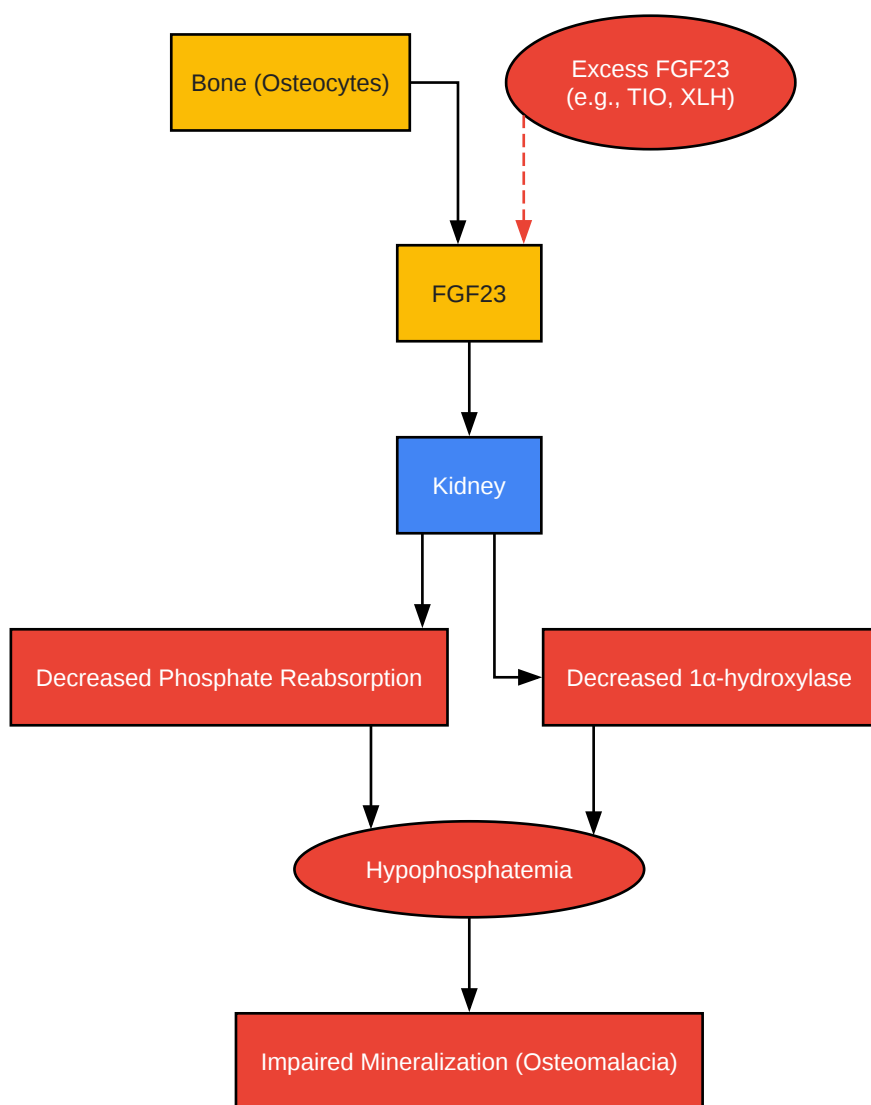 Bone (Osteocytes)
Excess FGF23
(e.g., TIO, XLH)
FGF23
Kidney
Decreased Phosphate Reabsorption
Decreased 1α-hydroxylase
Hypophosphatemia
Impaired Mineralization (Osteomalacia)